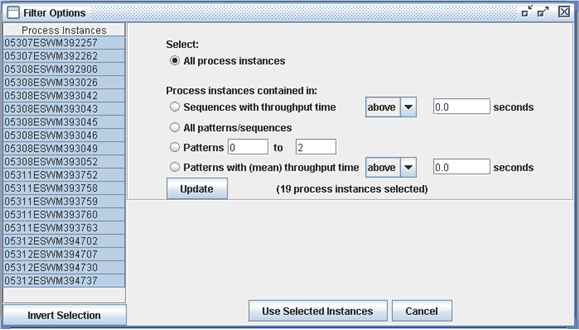 Filter Options
Process Instances
05307ESWM392257
05307ESWM392262
05308ESWM392906
05308ESWM393026
05308ESWM393042
05308ESWM393043
05308ESWM393045
05308ESWM393046
05308ESWM393049
05308ESWM393052
05311ESWM393752
05311ESWM393758
05311ESWM393759
05311ESWM393760
05311ESWM393763
05312ESWM394702
05312ESWM394707
05312ESWM394730
05312ESWM394737
Invert Selection
Select:
All process instances
Process instances contained in:
Sequences with throughput time above 0.0 seconds
All patterns/sequences
Patterns 0 to 2
Patterns with (mean) throughput time above 0.0 seconds
Update (19 process instances selected)
Use Selected Instances Cancel